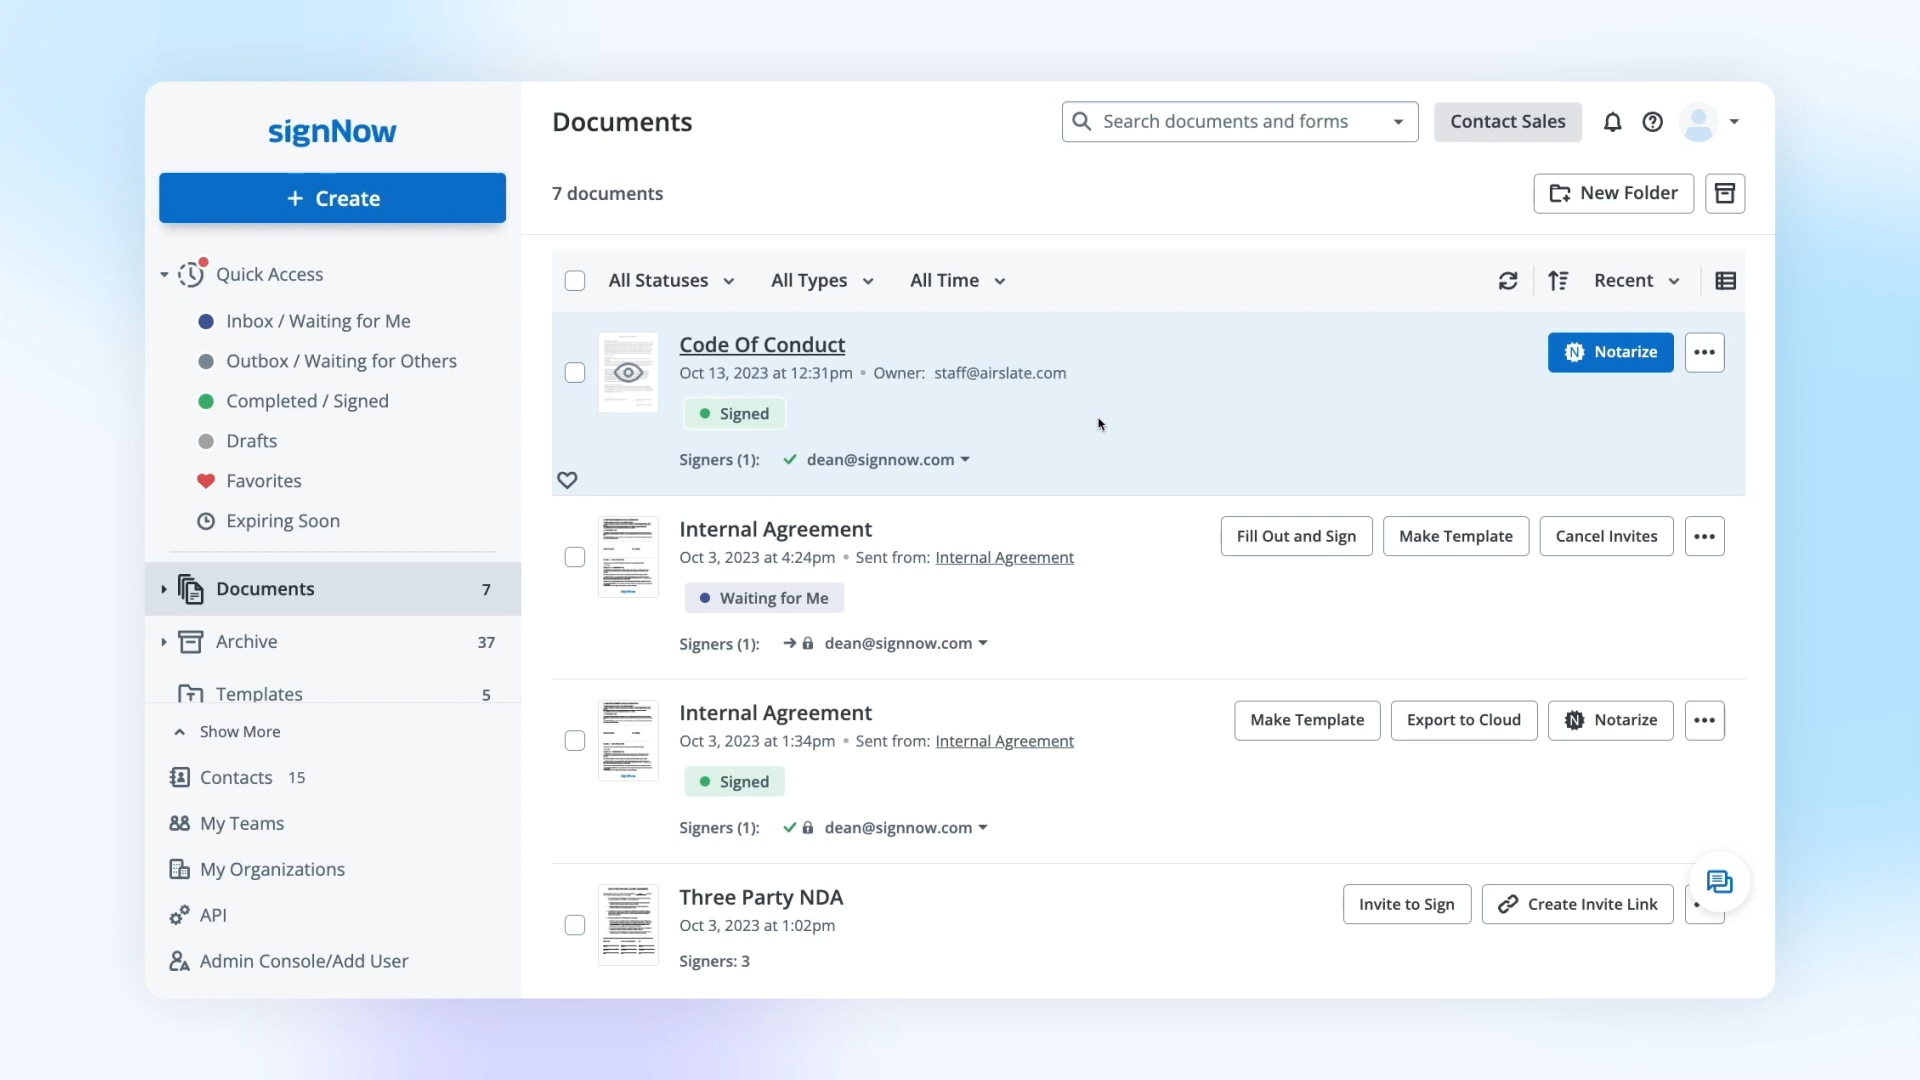 signNow
Create
Quick Access
Inbox / Waiting for Me
Outbox / Waiting for Others
Completed / Signed
Drafts
Favorites
Expiring Soon
Documents 7
Archive 37
Templates 5
Show More
Contacts 15
My Teams
My Organizations
API
Admin Console/Add User
Documents
Search documents and forms
Contact Sales
7 documents
New Folder
All Statuses All Types All Time
Recent
Code Of Conduct
Oct 13, 2023 at 12:31pm • Owner: staff@airslate.com
Signed
Signers (1): dean@signnow.com
Notarize
Internal Agreement
Oct 3, 2023 at 4:24pm • Sent from: Internal Agreement
Waiting for Me
Signers (1): dean@signnow.com
Fill Out and Sign Make Template Cancel Invites
Internal Agreement
Oct 3, 2023 at 1:34pm • Sent from: Internal Agreement
Signed
Signers (1): dean@signnow.com
Make Template Export to Cloud Notarize
Three Party NDA
Oct 3, 2023 at 1:02pm
Signers: 3
Invite to Sign Create Invite Link